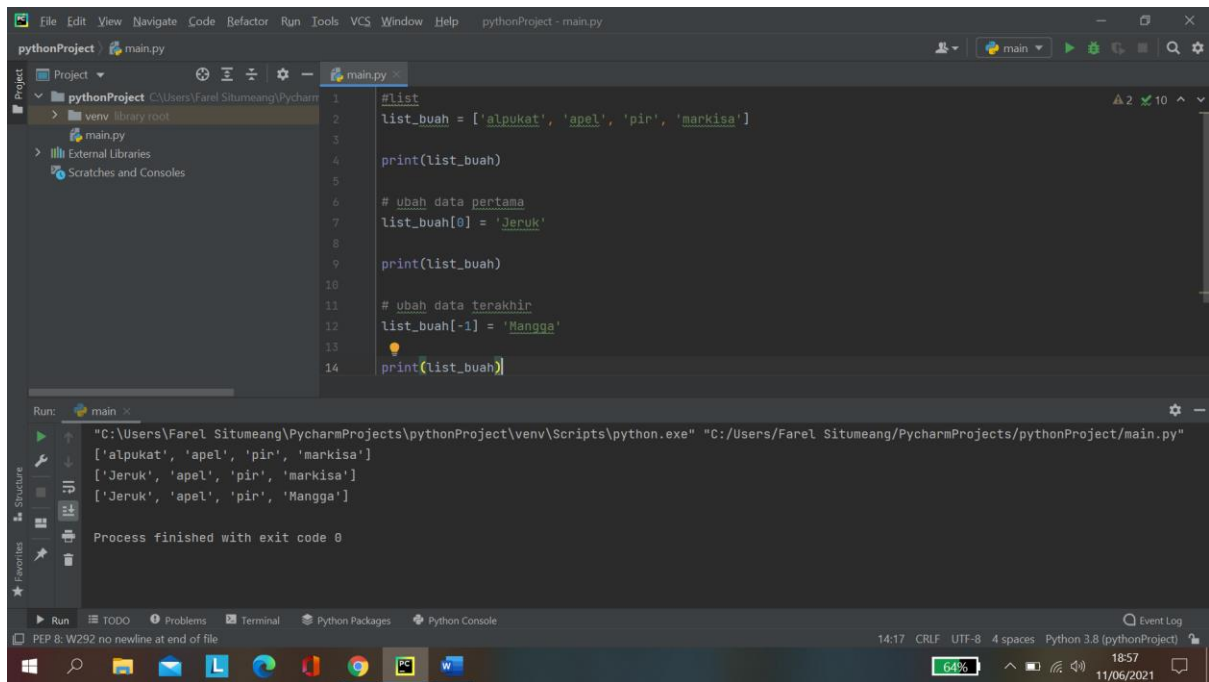 File Edit View Navigate Code Refactor Run Tools VCS Window Help pythonProject - main.py
pythonProject main.py
main
Project
Project
main.py
pythonProject C:\Users\Farel Situmeang\Pycharm
venv library root
main.py
External Libraries
Scratches and Consoles
2 10
1 #list
2 list_buah = ['alpukat', 'apel', 'pir', 'markisa']
3
4 print(list_buah)
5
6 # ubah data pertama
7 list_buah[0] = 'Jeruk'
8
9 print(list_buah)
10
11 # ubah data terakhir
12 list_buah[-1] = 'Mangga'
13
14 print(list_buah)
Run: main
"C:\Users\Farel Situmeang\PycharmProjects\pythonProject\venv\Scripts\python.exe" "C:/Users/Farel Situmeang/PycharmProjects/pythonProject/main.py"
['alpukat', 'apel', 'pir', 'markisa']
['Jeruk', 'apel', 'pir', 'markisa']
['Jeruk', 'apel', 'pir', 'Mangga']
Process finished with exit code 0
Structure
Favorites
Run TODO Problems Terminal Python Packages Python Console Event Log
PEP 8: W292 no newline at end of file 14:17 CRLF UTF-8 4 spaces Python 3.8 (pythonProject)
64% 18:57
11/06/2021